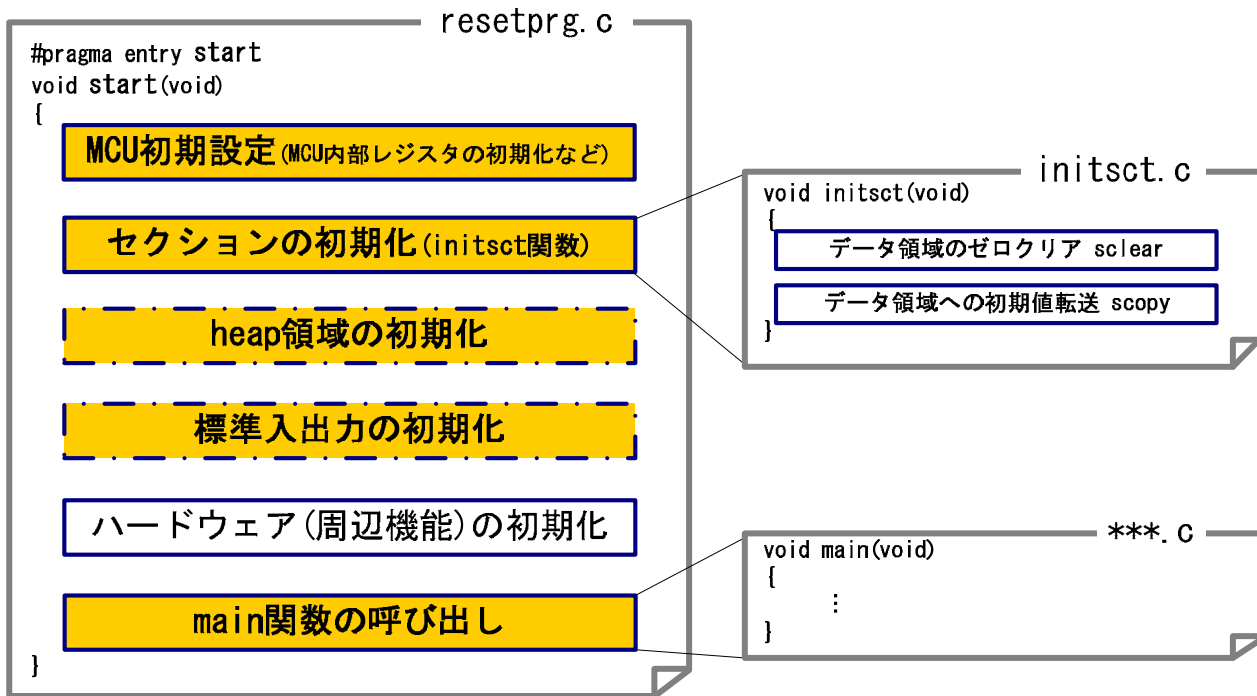 resetprg.c
#pragma entry start
void start(void)
{
MCU初期設定(MCU内部レジスタの初期化など)
セクションの初期化(initsct関数)
heap領域の初期化
標準入出力の初期化
ハードウェア(周辺機能)の初期化
main関数の呼び出し
}
initsct.c
void initsct(void)
{
データ領域のゼロクリア sclear
データ領域への初期値転送 scopy
}
***.c
void main(void)
{
⋮
}